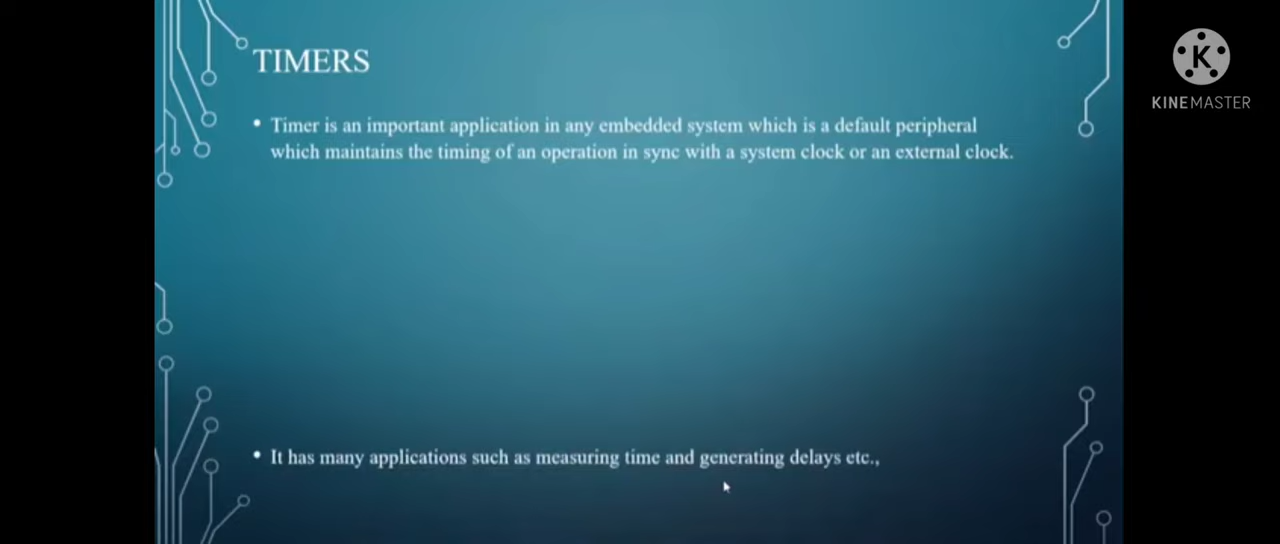 TIMERS
• Timer is an important application in any embedded system which is a default peripheral
which maintains the timing of an operation in sync with a system clock or an external clock.
• It has many applications such as measuring time and generating delays etc.,
K
KINEMASTER